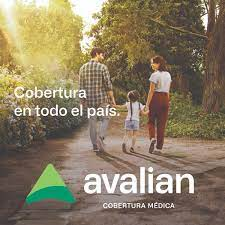 Cobertura
en todo el país.
avalian
COBERTURA MÉDICA